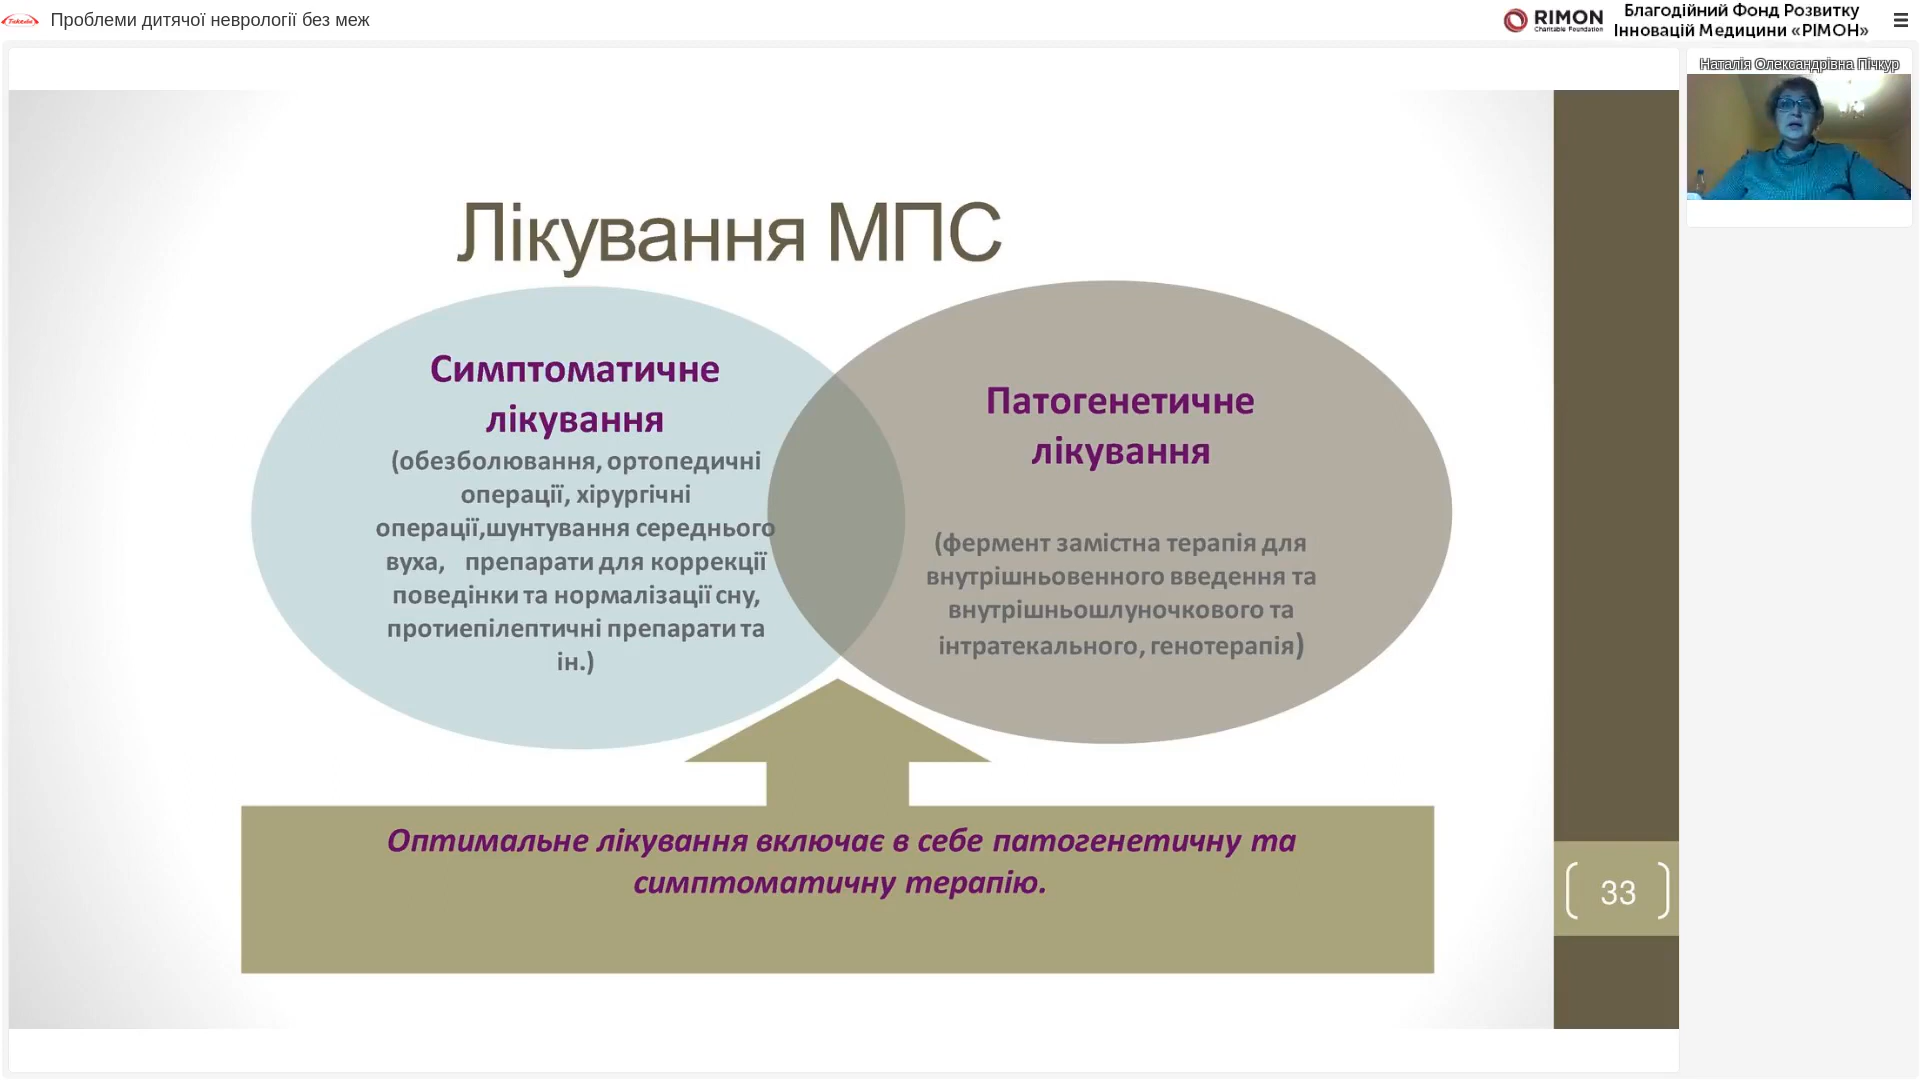 Takeda
Проблеми дитячої неврології без меж
RIMON
Charitable Foundation
Благодійний Фонд Розвитку
Інновацій Медицини «РІМОН»
Наталія Олександрівна Пічкур
Лікування МПС
Симптоматичне
лікування
(обезболювання, ортопедичні
операції, хірургічні
операції,шунтування середнього
вуха, препарати для коррекції
поведінки та нормалізації сну,
протиепілептичні препарати та
ін.)
Патогенетичне
лікування
(фермент замістна терапія для
внутрішньовенного введення та
внутрішньошлуночкового та
інтратекального, генотерапія)
Оптимальне лікування включає в себе патогенетичну та
симптоматичну терапію.
33